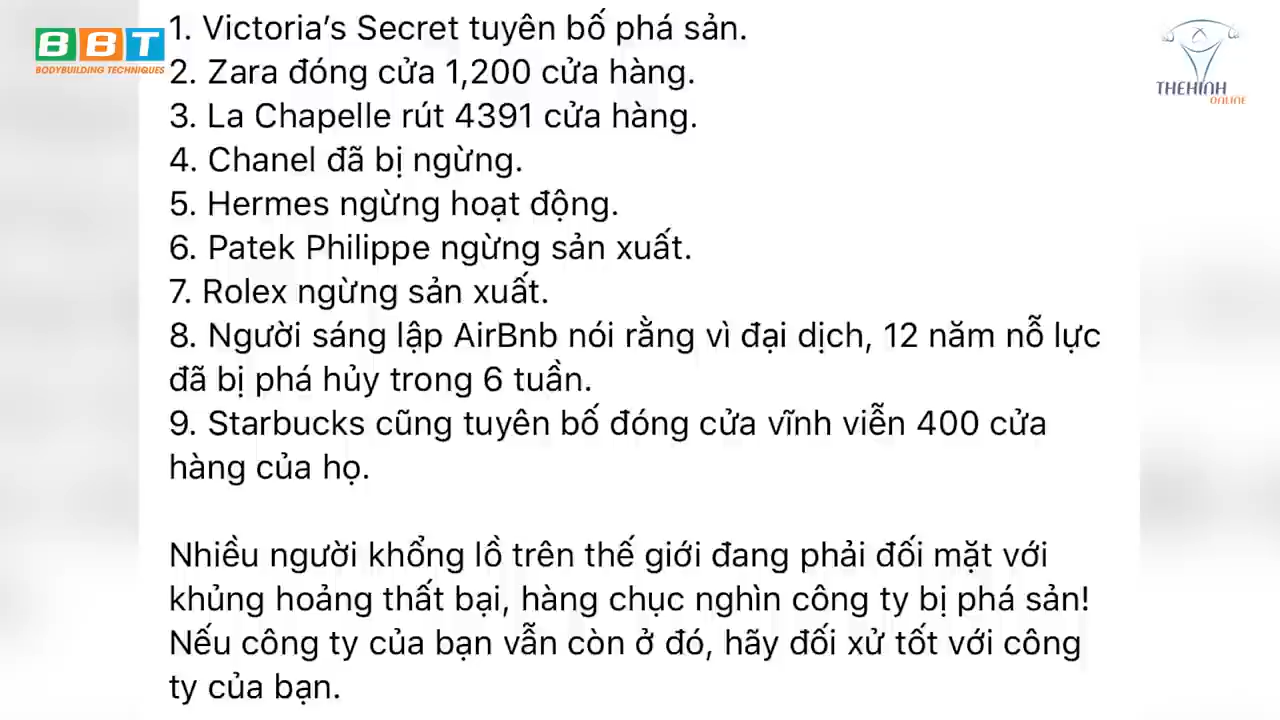 BBT
BODYBUILDING TECHNIQUES
THEHINH
ONLINE
1. Victoria’s Secret tuyên bố phá sản.
2. Zara đóng cửa 1,200 cửa hàng.
3. La Chapelle rút 4391 cửa hàng.
4. Chanel đã bị ngừng.
5. Hermes ngừng hoạt động.
6. Patek Philippe ngừng sản xuất.
7. Rolex ngừng sản xuất.
8. Người sáng lập AirBnb nói rằng vì đại dịch, 12 năm nỗ lực
đã bị phá hủy trong 6 tuần.
9. Starbucks cũng tuyên bố đóng cửa vĩnh viễn 400 cửa
hàng của họ.
Nhiều người khổng lồ trên thế giới đang phải đối mặt với
khủng hoảng thất bại, hàng chục nghìn công ty bị phá sản!
Nếu công ty của bạn vẫn còn ở đó, hãy đối xử tốt với công
ty của bạn.